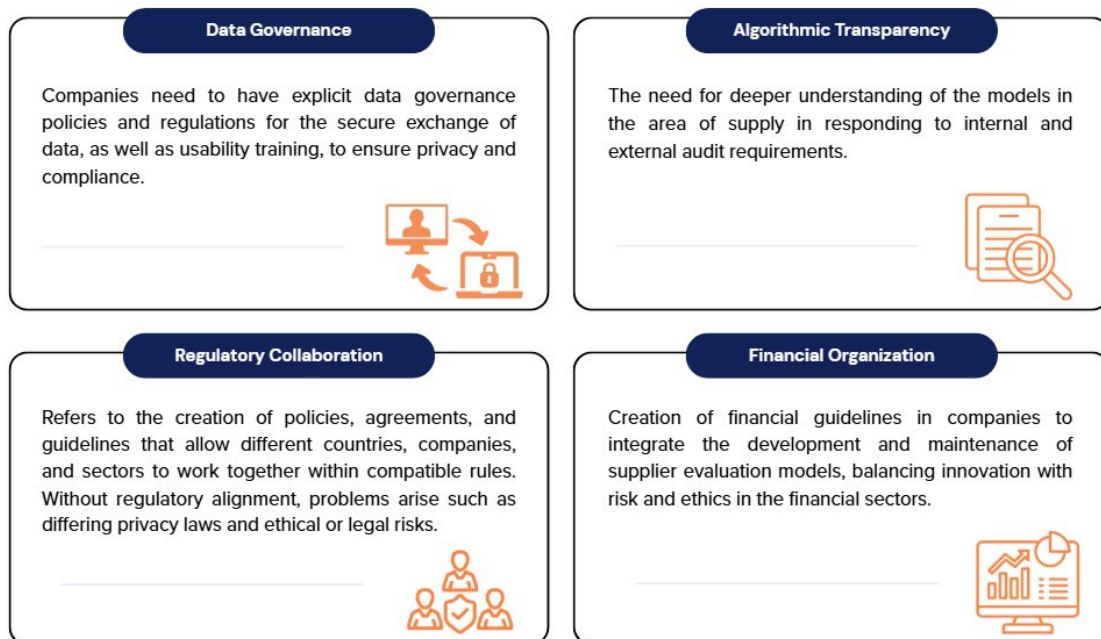 Data Governance
Companies need to have explicit data governance
policies and regulations for the secure exchange of
data, as well as usability training, to ensure privacy and
compliance.
Algorithmic Transparency
The need for deeper understanding of the models in
the area of supply in responding to internal and
external audit requirements.
Regulatory Collaboration
Refers to the creation of policies, agreements, and
guidelines that allow different countries, companies,
and sectors to work together within compatible rules.
Without regulatory alignment, problems arise such as
differing privacy laws and ethical or legal risks.
Financial Organization
Creation of financial guidelines in companies to
integrate the development and maintenance of
supplier evaluation models, balancing innovation with
risk and ethics in the financial sectors.